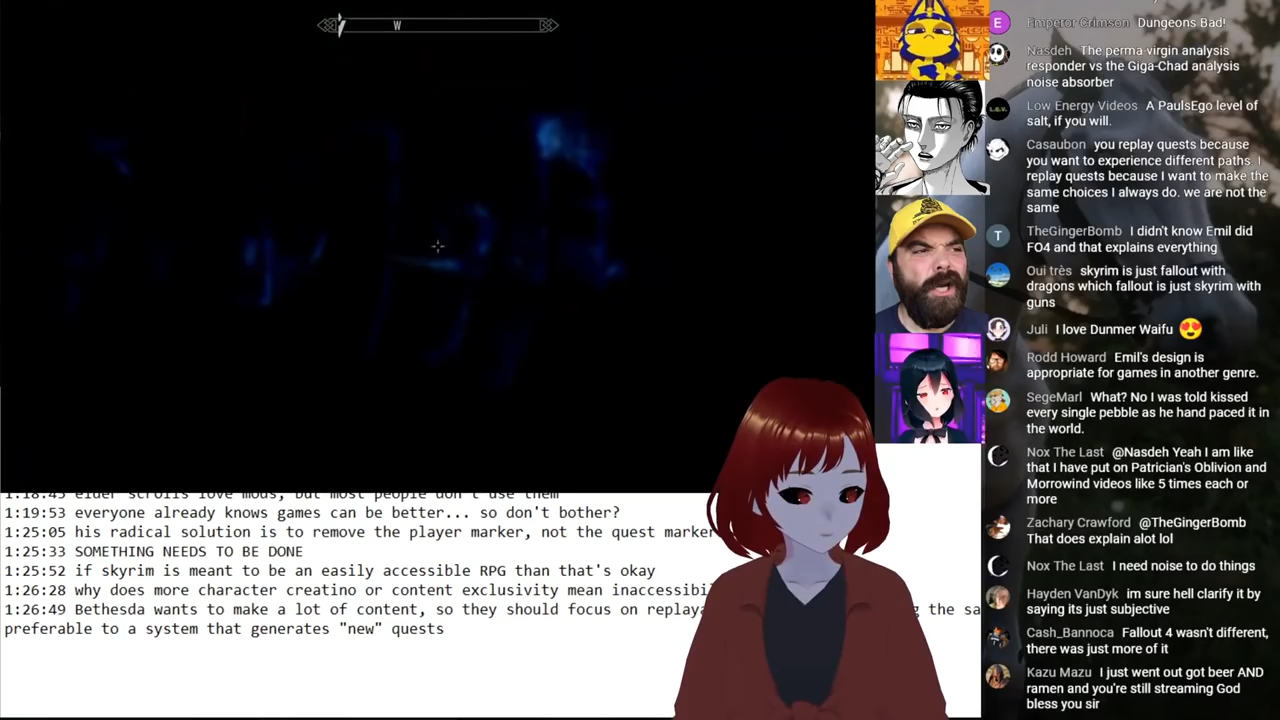 W
1:18:45 elder scrolls love mods, but most people don't use them
1:19:53 everyone already knows games can be better... so don't bother?
1:25:05 his radical solution is to remove the player marker, not the quest marker
1:25:33 SOMETHING NEEDS TO BE DONE
1:25:52 if skyrim is meant to be an easily accessible RPG than that's okay
1:26:28 why does more character creatino or content exclusivity mean
1:26:49 Bethesda wants to make a lot of content, so they should focus on
g the sa
preferable to a system that generates "new" quests
Emperor Crimson Dungeons Bad!
Nasdeh The perma-virgin analysis
responder vs the Giga-Chad analysis
noise absorber
Low Energy Videos A PaulsEgo level of
salt, if you will.
Casaubon you replay quests because
you want to experience different paths. I
replay quests because I want to make the
same choices I always do. we are not the
same
TheGingerBomb I didn't know Emil did
FO4 and that explains everything
Oui très skyrim is just fallout with
dragons which fallout is just skyrim with
guns
Juli I love Dunmer Waifu 😍
Rodd Howard Emil's design is
appropriate for games in another genre.
SegeMarl What? No I was told kissed
every single pebble as he hand paced it in
the world.
Nox The Last @Nasdeh Yeah I am like
that I have put on Patrician's Oblivion and
Morrowind videos like 5 times each or
more
Zachary Crawford @TheGingerBomb
That does explain alot lol
Nox The Last I need noise to do things
Hayden VanDyk im sure hell clarify it by
saying its just subjective
Cash_Bannoca Fallout 4 wasn't different,
there was just more of it
Kazu Mazu I just went out got beer AND
ramen and you're still streaming God
bless you sir